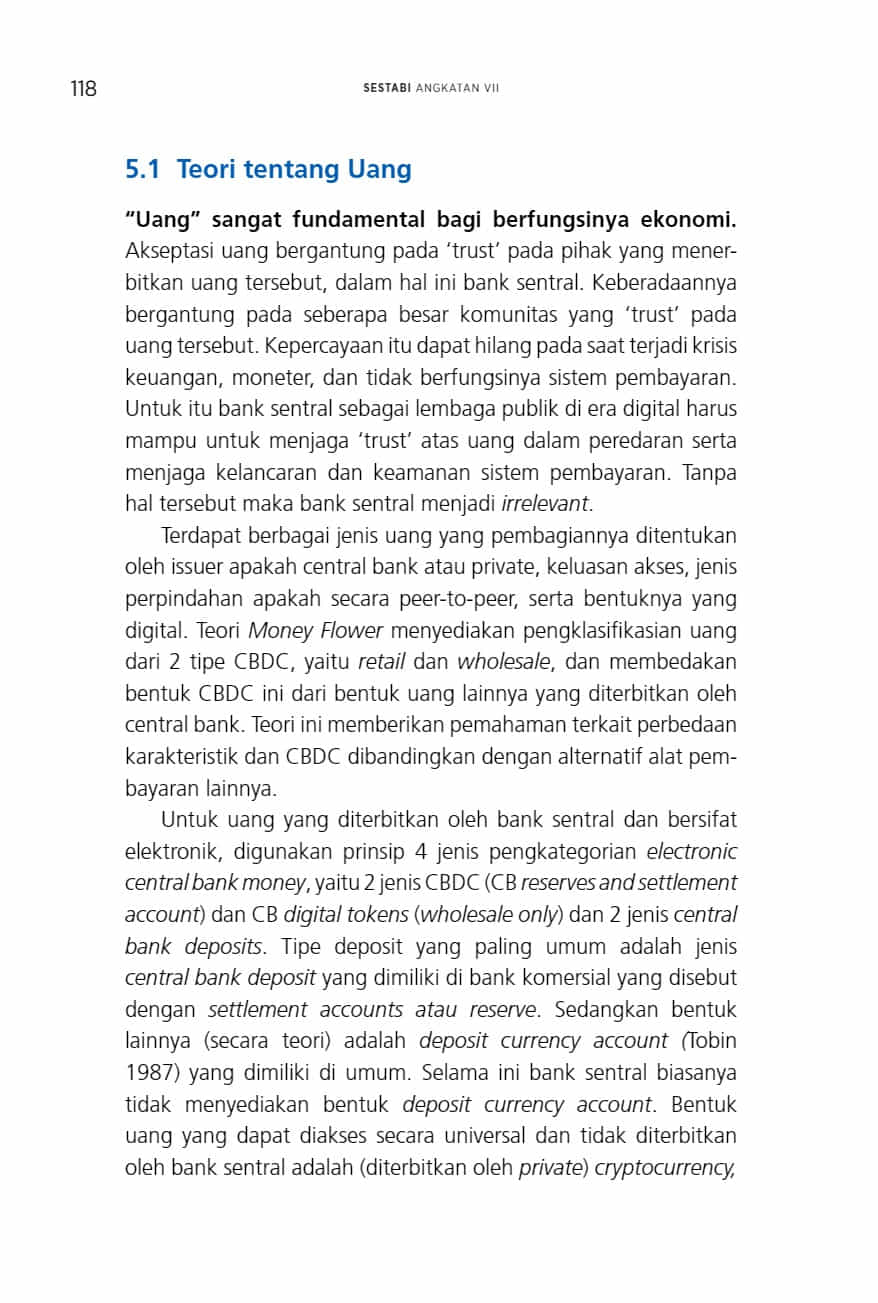 118
SESTABI ANGKATAN VII
5.1 Teori tentang Uang
“Uang” sangat fundamental bagi berfungsinya ekonomi.
Akseptasi uang bergantung pada ‘trust’ pada pihak yang mener-
bitkan uang tersebut, dalam hal ini bank sentral. Keberadaannya
bergantung pada seberapa besar komunitas yang ‘trust’ pada
uang tersebut. Kepercayaan itu dapat hilang pada saat terjadi krisis
keuangan, moneter, dan tidak berfungsinya sistem pembayaran.
Untuk itu bank sentral sebagai lembaga publik di era digital harus
mampu untuk menjaga ‘trust’ atas uang dalam peredaran serta
menjaga kelancaran dan keamanan sistem pembayaran. Tanpa
hal tersebut maka bank sentral menjadi irrelevant.
Terdapat berbagai jenis uang yang pembagiannya ditentukan
oleh issuer apakah central bank atau private, keluasan akses, jenis
perpindahan apakah secara peer-to-peer, serta bentuknya yang
digital. Teori Money Flower menyediakan pengklasifikasian uang
dari 2 tipe CBDC, yaitu retail dan wholesale, dan membedakan
bentuk CBDC ini dari bentuk uang lainnya yang diterbitkan oleh
central bank. Teori ini memberikan pemahaman terkait perbedaan
karakteristik dan CBDC dibandingkan dengan alternatif alat pem-
bayaran lainnya.
Untuk uang yang diterbitkan oleh bank sentral dan bersifat
elektronik, digunakan prinsip 4 jenis pengkategorian electronic
central bank money, yaitu 2 jenis CBDC (CB reserves and settlement
account) dan CB digital tokens (wholesale only) dan 2 jenis central
bank deposits. Tipe deposit yang paling umum adalah jenis
central bank deposit yang dimiliki di bank komersial yang disebut
dengan settlement accounts atau reserve. Sedangkan bentuk
lainnya (secara teori) adalah deposit currency account (Tobin
1987) yang dimiliki di umum. Selama ini bank sentral biasanya
tidak menyediakan bentuk deposit currency account. Bentuk
uang yang dapat diakses secara universal dan tidak diterbitkan
oleh bank sentral adalah (diterbitkan oleh private) cryptocurrency,